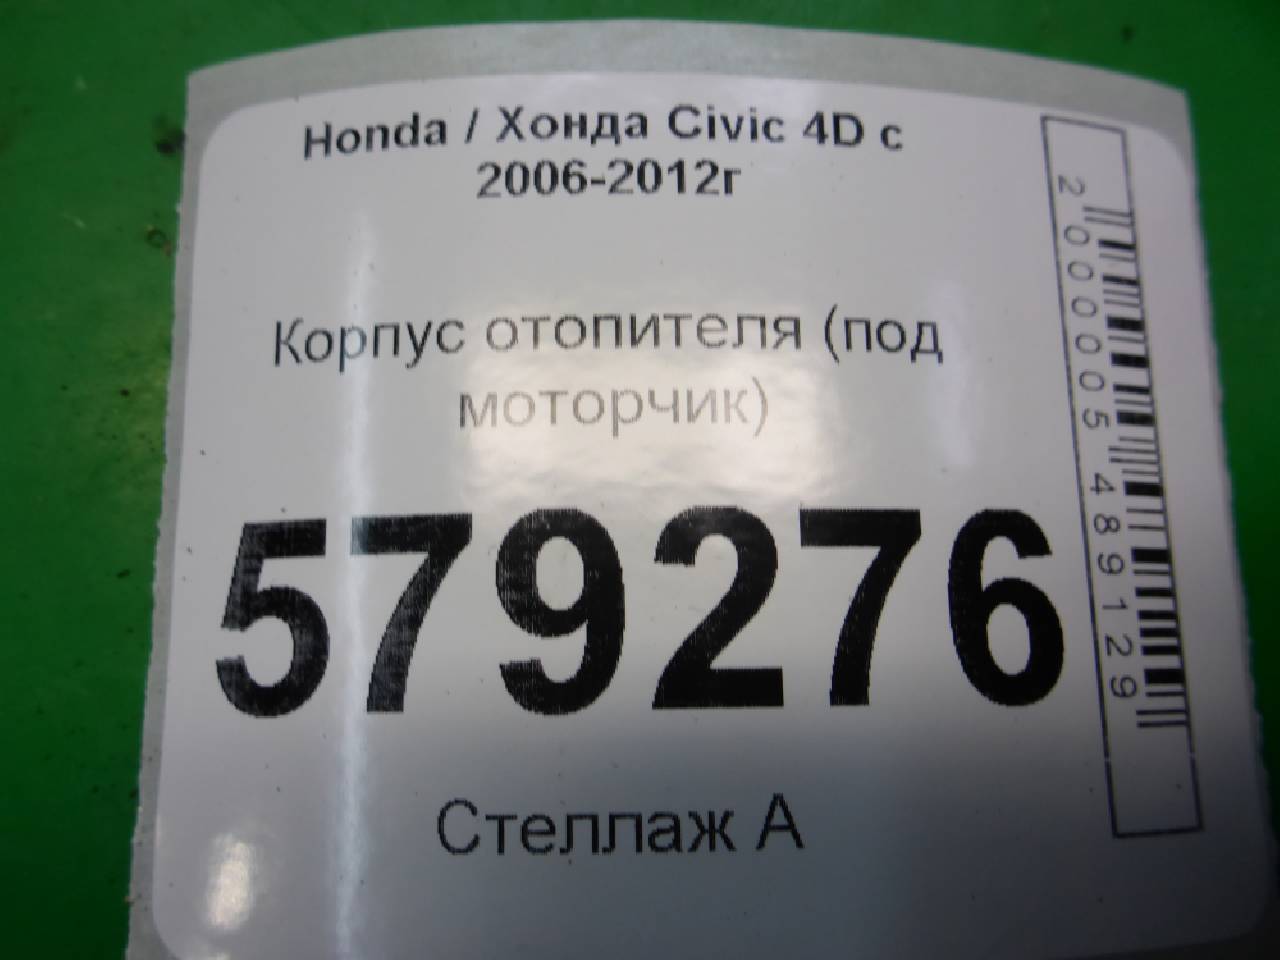 Honda / Хонда Civic 4D с
2006-2012г
Корпус отопителя (под
моторчик)
579276
Стеллаж А
2000005489129